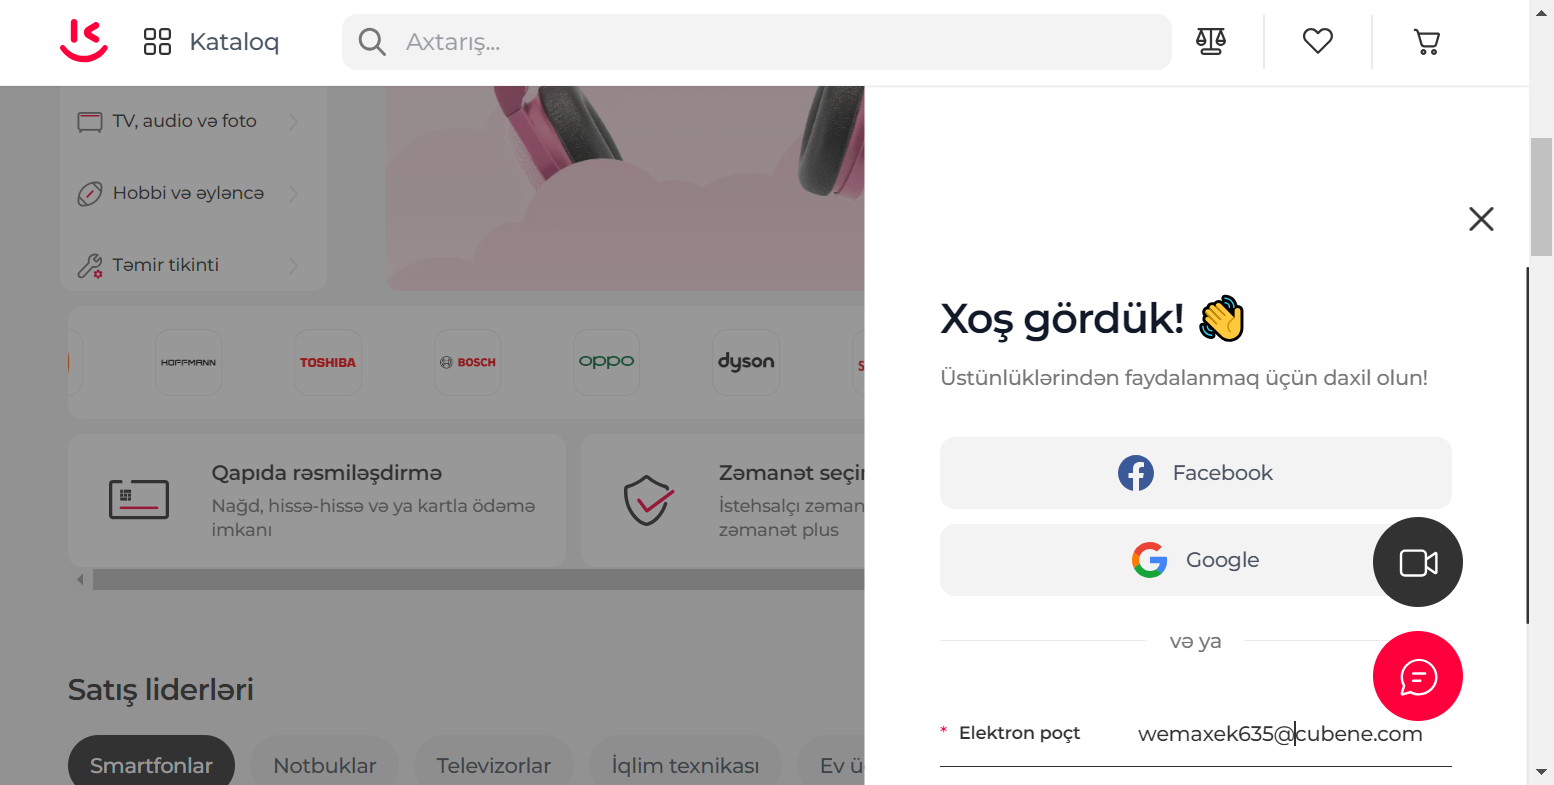 Kataloq
Axtarış...
TV, audio və foto
Hobbi və əyləncə
Təmir tikinti
HOFFMANN
TOSHIBA
BOSCH
oppo
dyson
Qapıda rəsmiləşdirmə
Nağd, hissə-hissə və ya kartla ödəmə
imkanı
Zəmanət seçin
İstehsalçı zəman
zəmanət plus
Satış liderləri
Smartfonlar
Notbuklar
Televizorlar
İqlim texnikası
Ev ü
Xoş gördük! 👋
Üstünlüklərindən faydalanmaq üçün daxil olun!
Facebook
Google
və ya
* Elektron poçt
wemaxek635@cubene.com